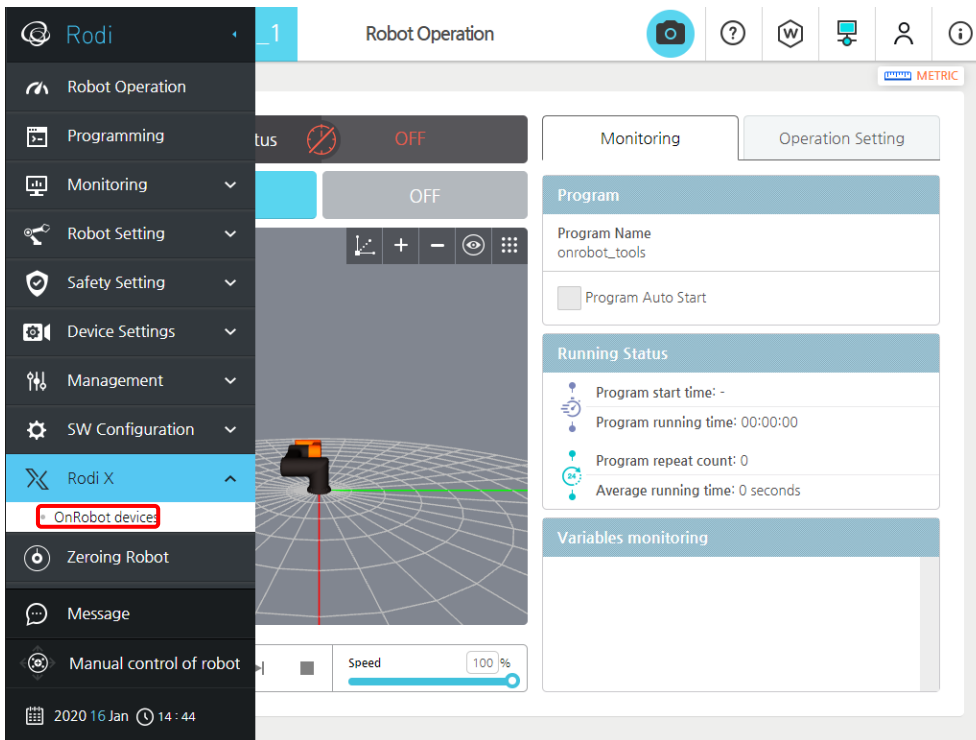 Rodi
_1
Robot Operation
METRIC
Robot Operation
Programming
Monitoring
Robot Setting
Safety Setting
Device Settings
Management
SW Configuration
Rodi X
OnRobot devices
Zeroing Robot
Message
Manual control of robot
2020 16 Jan 14 : 44
tus
OFF
OFF
Speed
100 %
Monitoring
Operation Setting
Program
Program Name
onrobot_tools
Program Auto Start
Running Status
Program start time: -
Program running time: 00:00:00
24
Program repeat count: 0
Average running time: 0 seconds
Variables monitoring